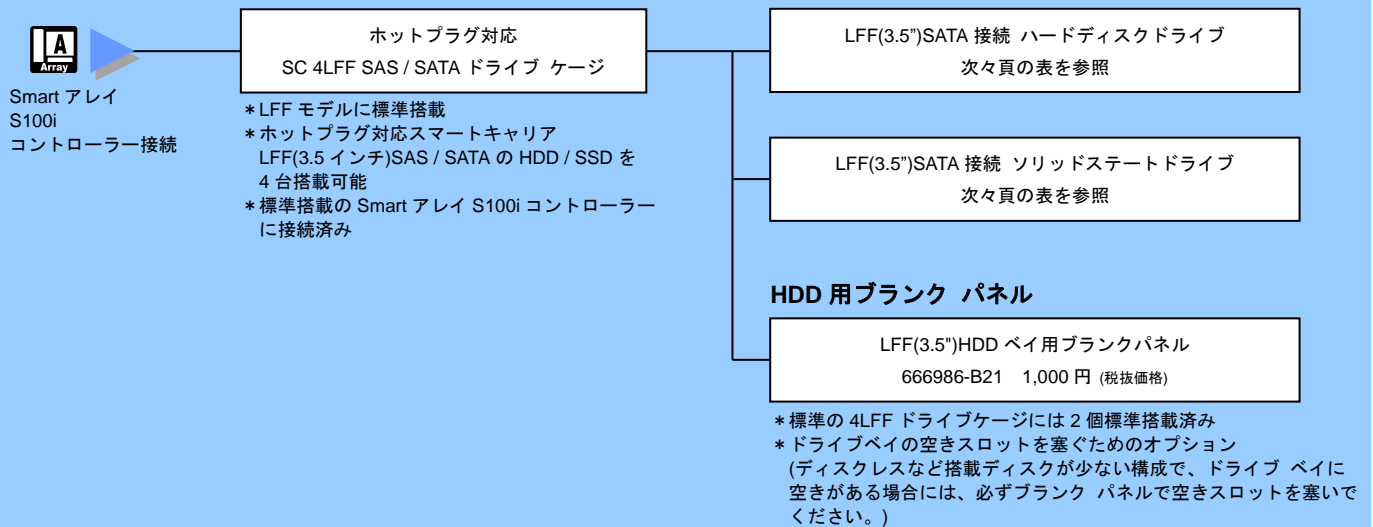 A
Array
Smart アレイ
S100i
コントローラー接続
ホットプラグ対応
SC 4LFF SAS / SATA ドライブ ケージ
＊LFF モデルに標準搭載
＊ホットプラグ対応スマートキャリア
LFF(3.5 インチ)SAS / SATA の HDD / SSD を
4 台搭載可能
＊標準搭載の Smart アレイ S100i コントローラー
に接続済み
LFF(3.5”)SATA 接続 ハードディスクドライブ
次々頁の表を参照
LFF(3.5”)SATA 接続 ソリッドステートドライブ
次々頁の表を参照
HDD 用ブランク パネル
LFF(3.5")HDD ベイ用ブランクパネル
666986-B21 1,000 円 (税抜価格)
＊標準の 4LFF ドライブケージには 2 個標準搭載済み
＊ドライブベイの空きスロットを塞ぐためのオプション
(ディスクレスなど搭載ディスクが少ない構成で、ドライブ ベイに
空きがある場合には、必ずブランク パネルで空きスロットを塞いで
ください。)